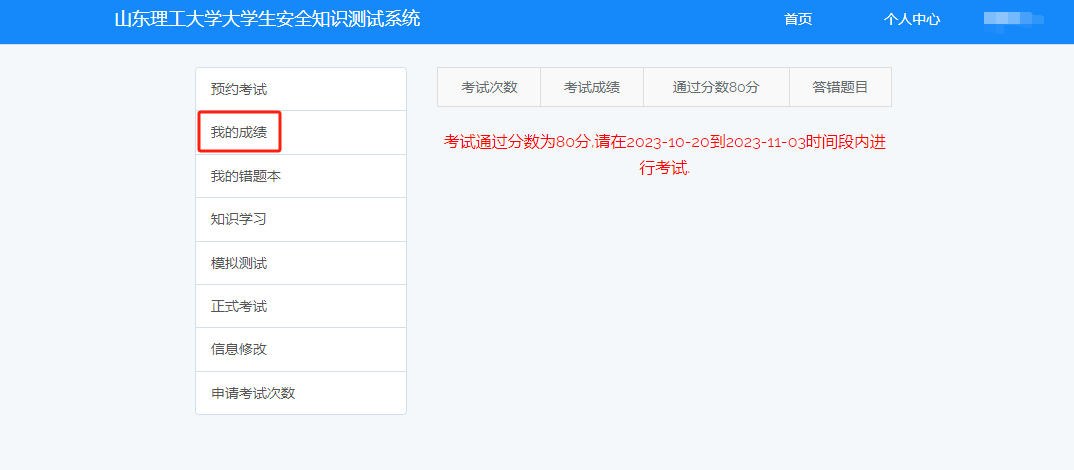 山东理工大学大学生安全知识测试系统
首页
个人中心
预约考试
我的成绩
我的错题本
知识学习
模拟测试
正式考试
信息修改
申请考试次数
考试次数 考试成绩 通过分数80分 答错题目
考试通过分数为80分,请在2023-10-20到2023-11-03时间段内进
行考试.